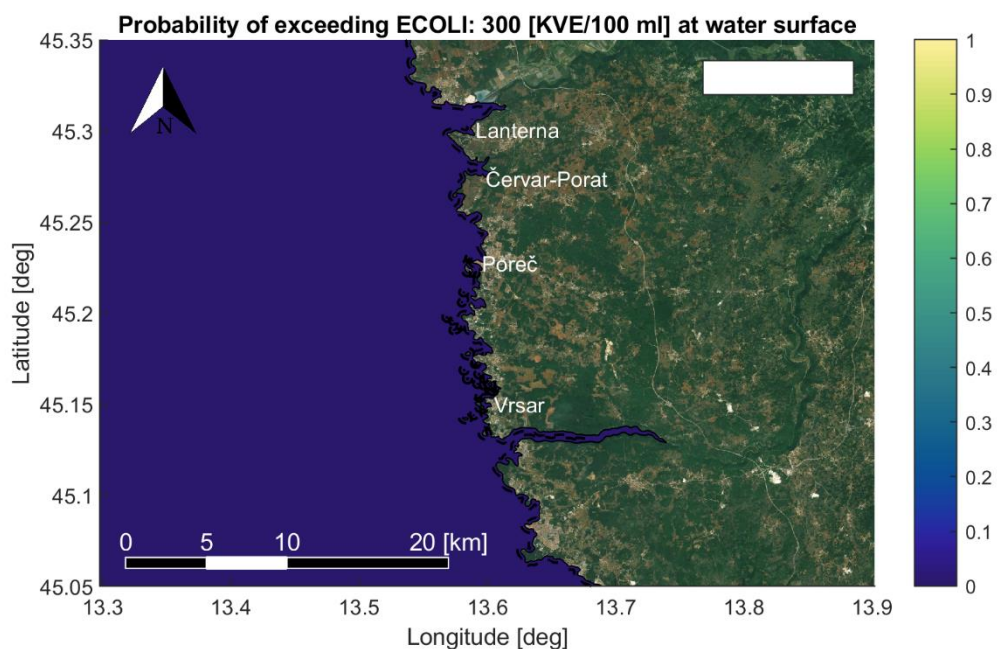 Probability of exceeding ECOLI: 300 [KVE/100 ml] at water surface
45.35
45.3
45.25
45.2
45.15
45.1
45.05
Latitude [deg]
N
Lanterna
Červar-Porat
Poreč
Vrsar
0 5 10 20 [km]
13.3 13.4 13.5 13.6 13.7 13.8 13.9
Longitude [deg]
1
0.9
0.8
0.7
0.6
0.5
0.4
0.3
0.2
0.1
0